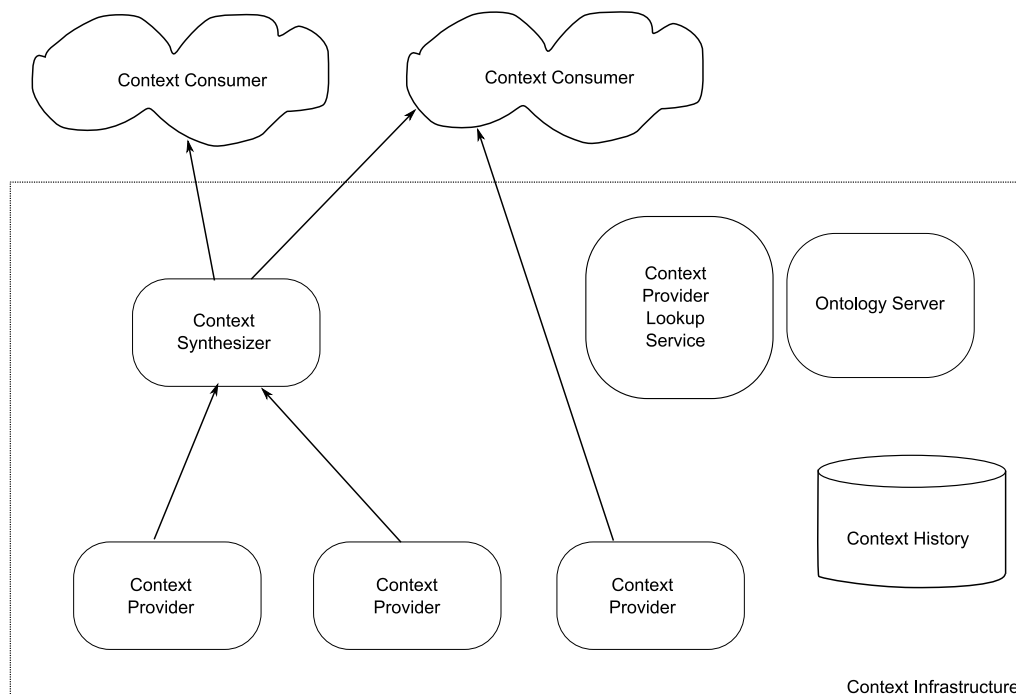 Context Consumer
Context Consumer
Context
Provider
Lookup
Service
Ontology Server
Context
Synthesizer
Context History
Context
Provider
Context
Provider
Context
Provider
Context Infrastructure